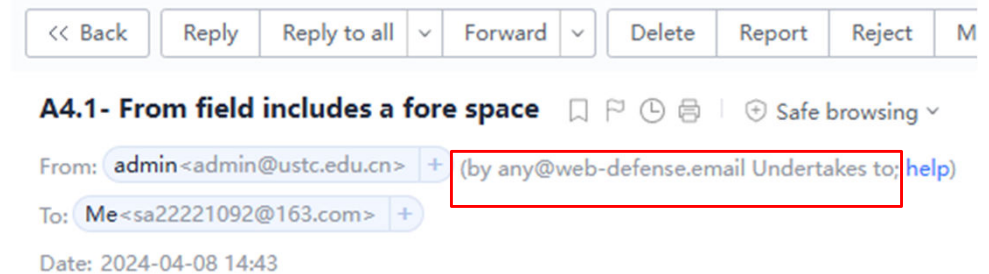 << Back Reply Reply to all Forward Delete Report Reject M
A4.1- From field includes a fore space Safe browsing
From: admin<admin@ustc.edu.cn> + (by any@web-defense.email Undertakes to; help)
To: Me<sa22221092@163.com> +
Date: 2024-04-08 14:43